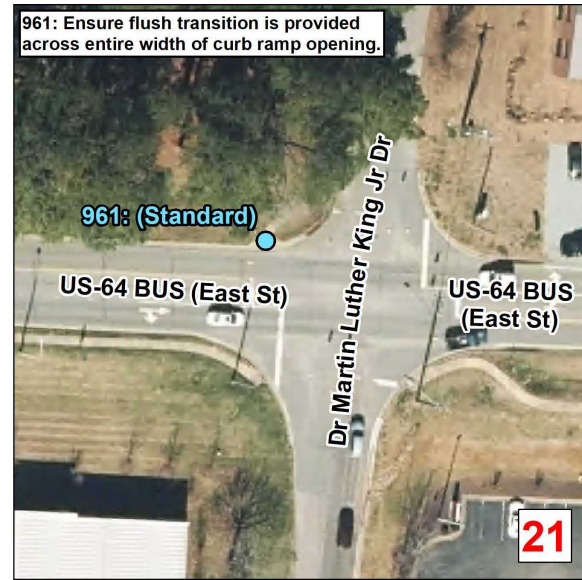 961: Ensure flush transition is provided
across entire width of curb ramp opening.
961: (Standard)
Dr Martin Luther King Jr Dr
US-64 BUS (East St)
US-64 BUS
(East St)
21